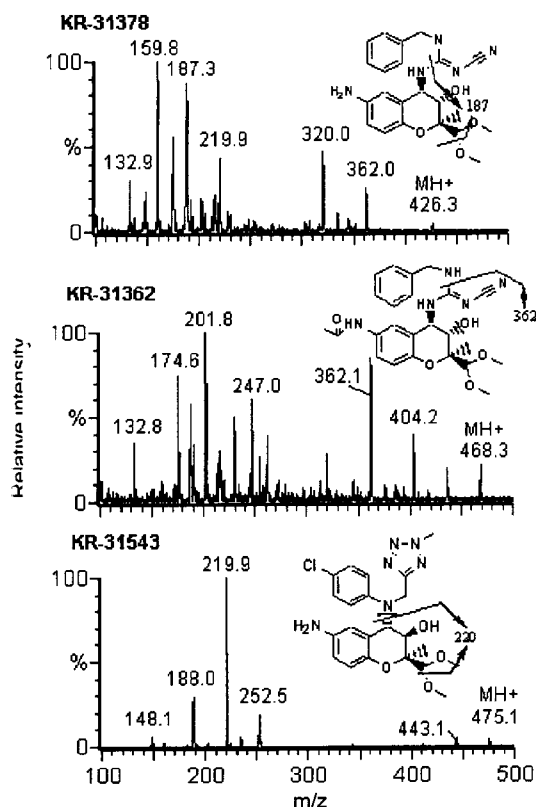 KR-31378
159.8
187.3
132.9
219.9
320.0
362.0
MH+
426.3
100
%
0
N
N
HN
N
OH
H₂N
187
O
O
O
KR-31362
201.8
174.6
247.0
132.8
362.1
404.2
MH+
468.3
100
%
0
NH
N
HN
N
362
O
HN
OH
O
O
O
Relative intensity
KR-31543
219.9
188.0
148.1
252.5
443.1
MH+
475.1
100
%
0
N N
N N
Cl
N
H₂N
OH
220
O
O
O
100 200 300 400 500
m/z